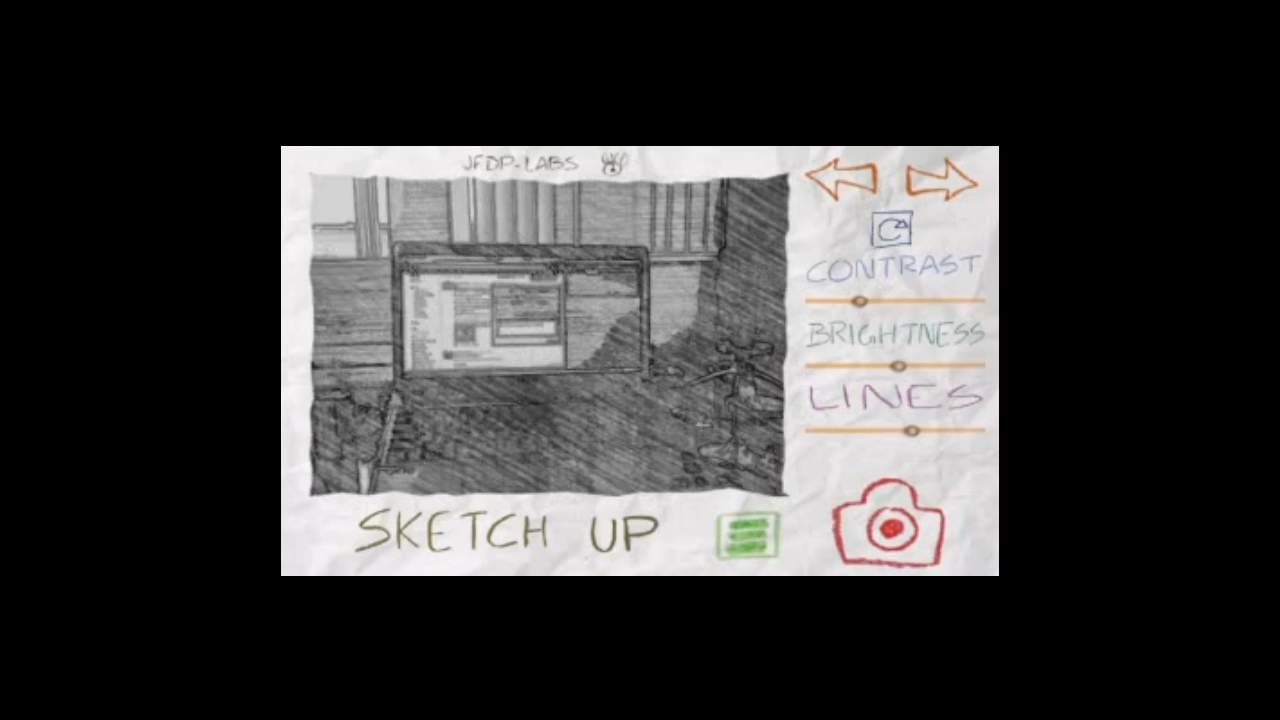 JFDP-LABS
CONTRAST
BRIGHTNESS
LINES
SKETCH UP